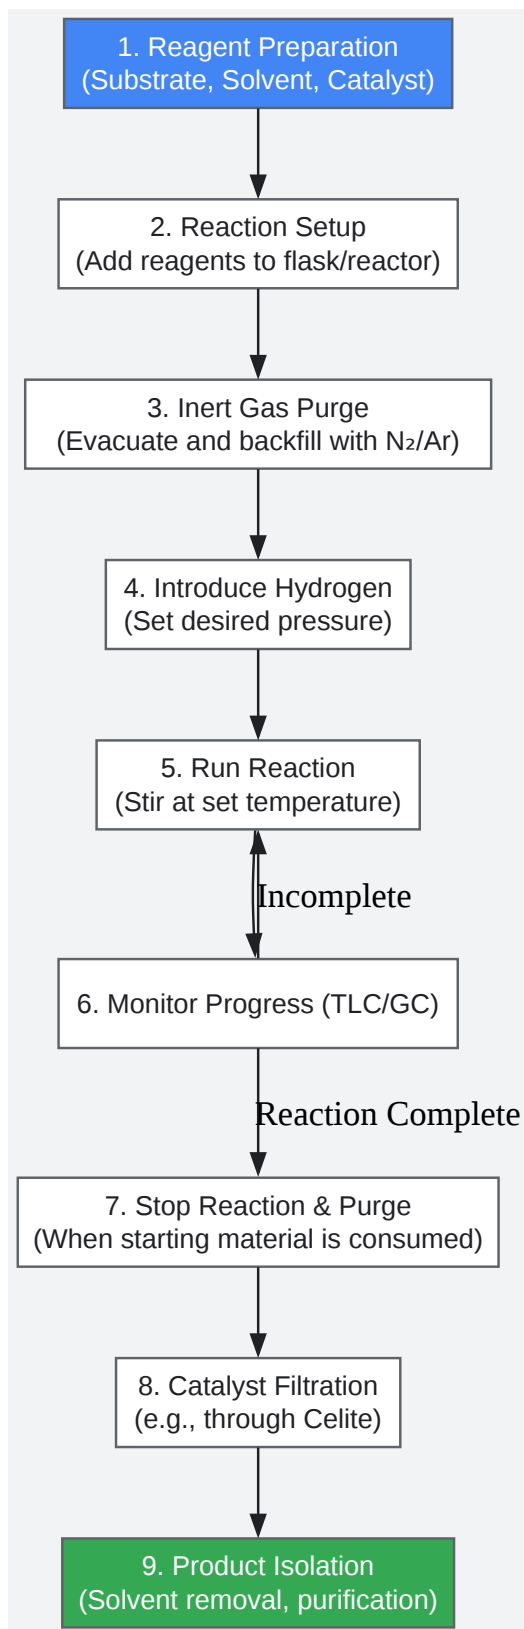 1. Reagent Preparation
(Substrate, Solvent, Catalyst)
2. Reaction Setup
(Add reagents to flask/reactor)
3. Inert Gas Purge
(Evacuate and backfill with N₂/Ar)
4. Introduce Hydrogen
(Set desired pressure)
5. Run Reaction
(Stir at set temperature)
Incomplete
6. Monitor Progress (TLC/GC)
Reaction Complete
7. Stop Reaction & Purge
(When starting material is consumed)
8. Catalyst Filtration
(e.g., through Celite)
9. Product Isolation
(Solvent removal, purification)